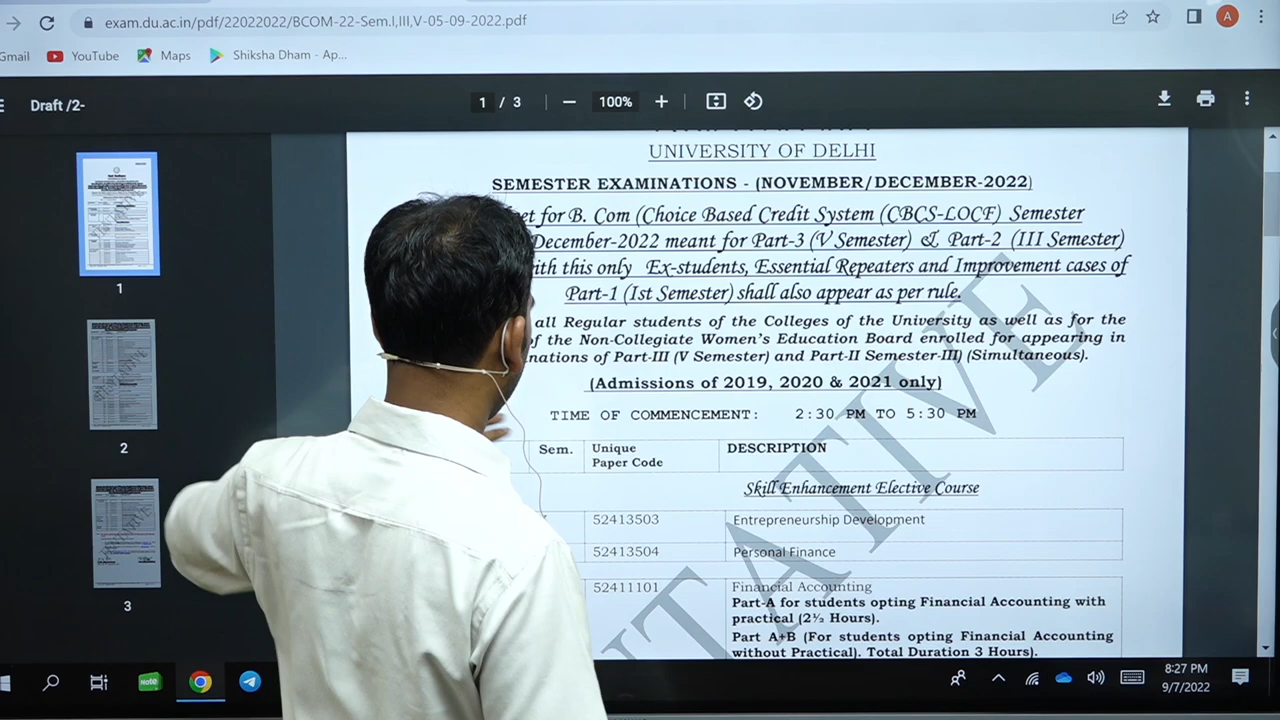 exam.du.ac.in/pdf/22022022/BCOM-22-Sem.I,III,V-05-09-2022.pdf
A
Gmail YouTube Maps Shiksha Dham - Ap...
Draft /2-
1 / 3 100%
1
2
3
UNIVERSITY OF DELHI
SEMESTER EXAMINATIONS - (NOVEMBER/DECEMBER-2022)
for B. Com (Choice Based Credit System (CBCS-LOCF) Semester
December-2022 meant for Part-3 (V Semester) & Part-2 (III Semester)
this only Ex-students, Essential Repeaters and Improvement cases of
Part-1 (Ist Semester) shall also appear as per rule.
all Regular students of the Colleges of the University as well as for the
of the Non-Collegiate Women's Education Board enrolled for appearing in
of Part-III (V Semester) and Part-II Semester-III) (Simultaneous).
(Admissions of 2019, 2020 & 2021 only)
TIME OF COMMENCEMENT: 2:30 PM TO 5:30 PM
Sem. Unique DESCRIPTION
Paper Code
Skill Enhancement Elective Course
52413503 Entrepreneurship Development
52413504 Personal Finance
52411101 Financial Accounting
Part-A for students opting Financial Accounting with
practical (2½ Hours).
Part A+B (For students opting Financial Accounting
without Practical). Total Duration 3 Hours).
Note
8:27 PM
9/7/2022